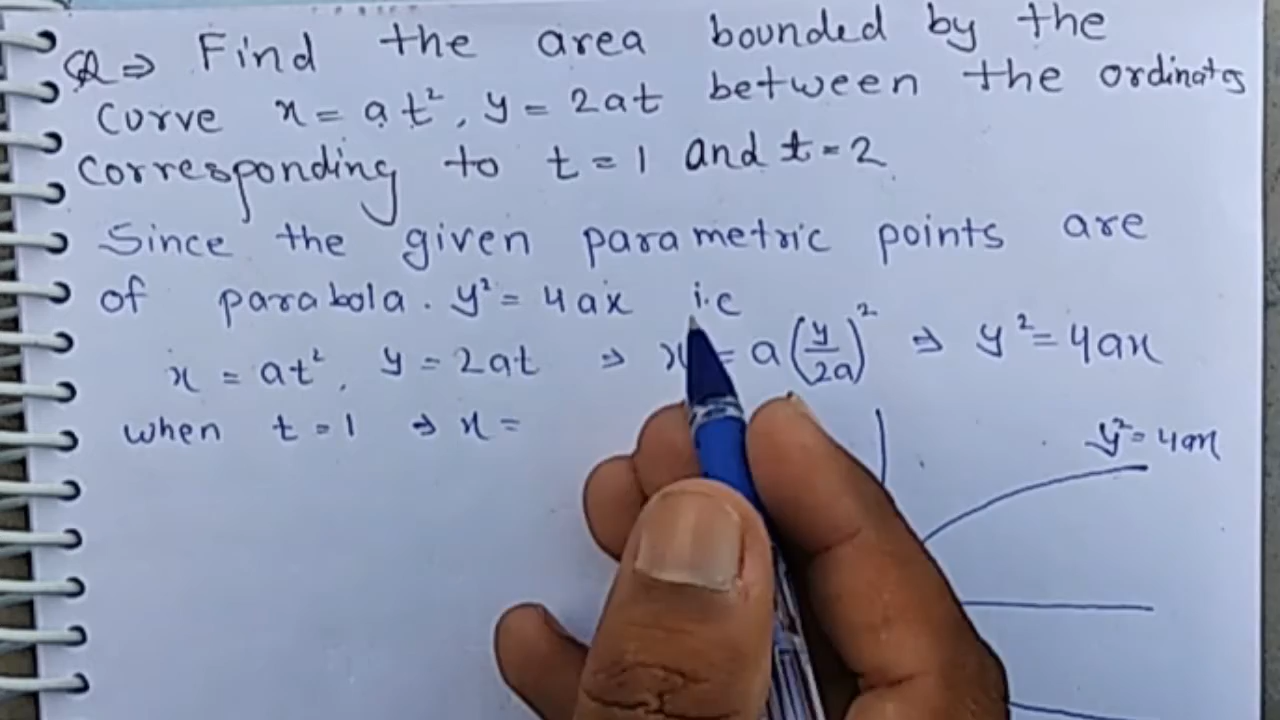 Q ⇒ Find the area bounded by the
curve x = at², y = 2at between the ordinates
corresponding to t = 1 and t = 2
Since the given parametric points are
of parabola. y² = 4ax i.e
x = at², y = 2at ⇒ x = a(y/2a)² ⇒ y² = 4ax
when t = 1 ⇒ x =
y² = 4ax